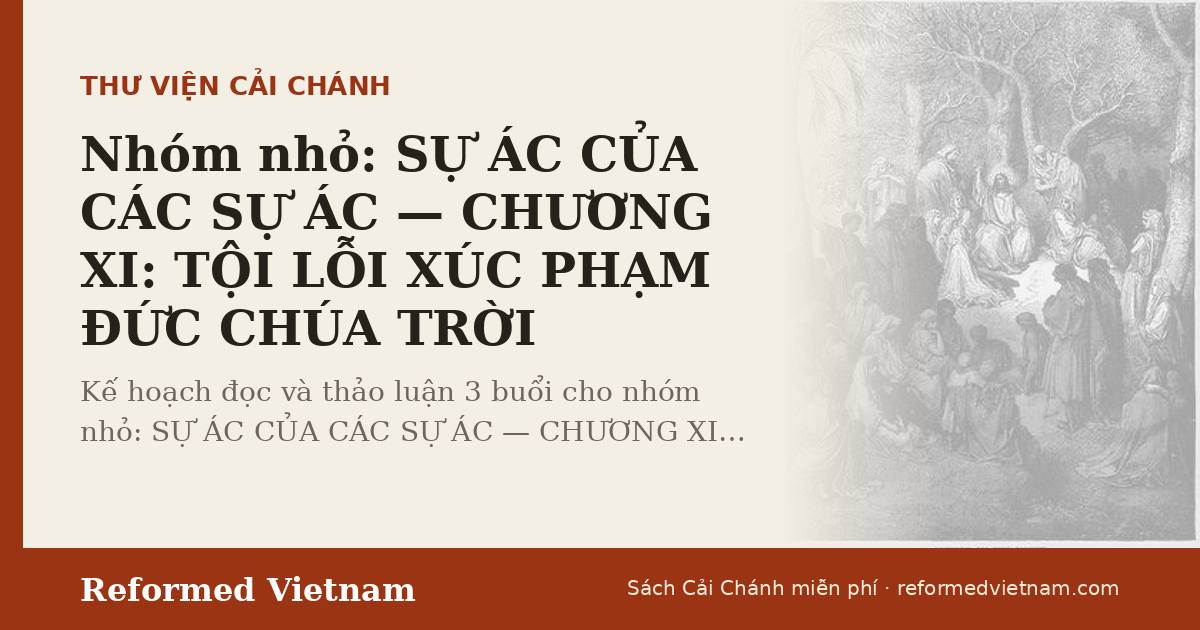 THƯ VIỆN CẢI CHÁNH
Nhóm nhỏ: SỰ ÁC CỦA
CÁC SỰ ÁC — CHƯƠNG
XI: TỘI LỖI XÚC PHẠM
ĐỨC CHÚA TRỜI
Kế hoạch đọc và thảo luận 3 buổi cho nhóm
nhỏ: SỰ ÁC CỦA CÁC SỰ ÁC — CHƯƠNG XI…
Reformed Vietnam
Sách Cải Chánh miễn phí · reformedvietnam.com